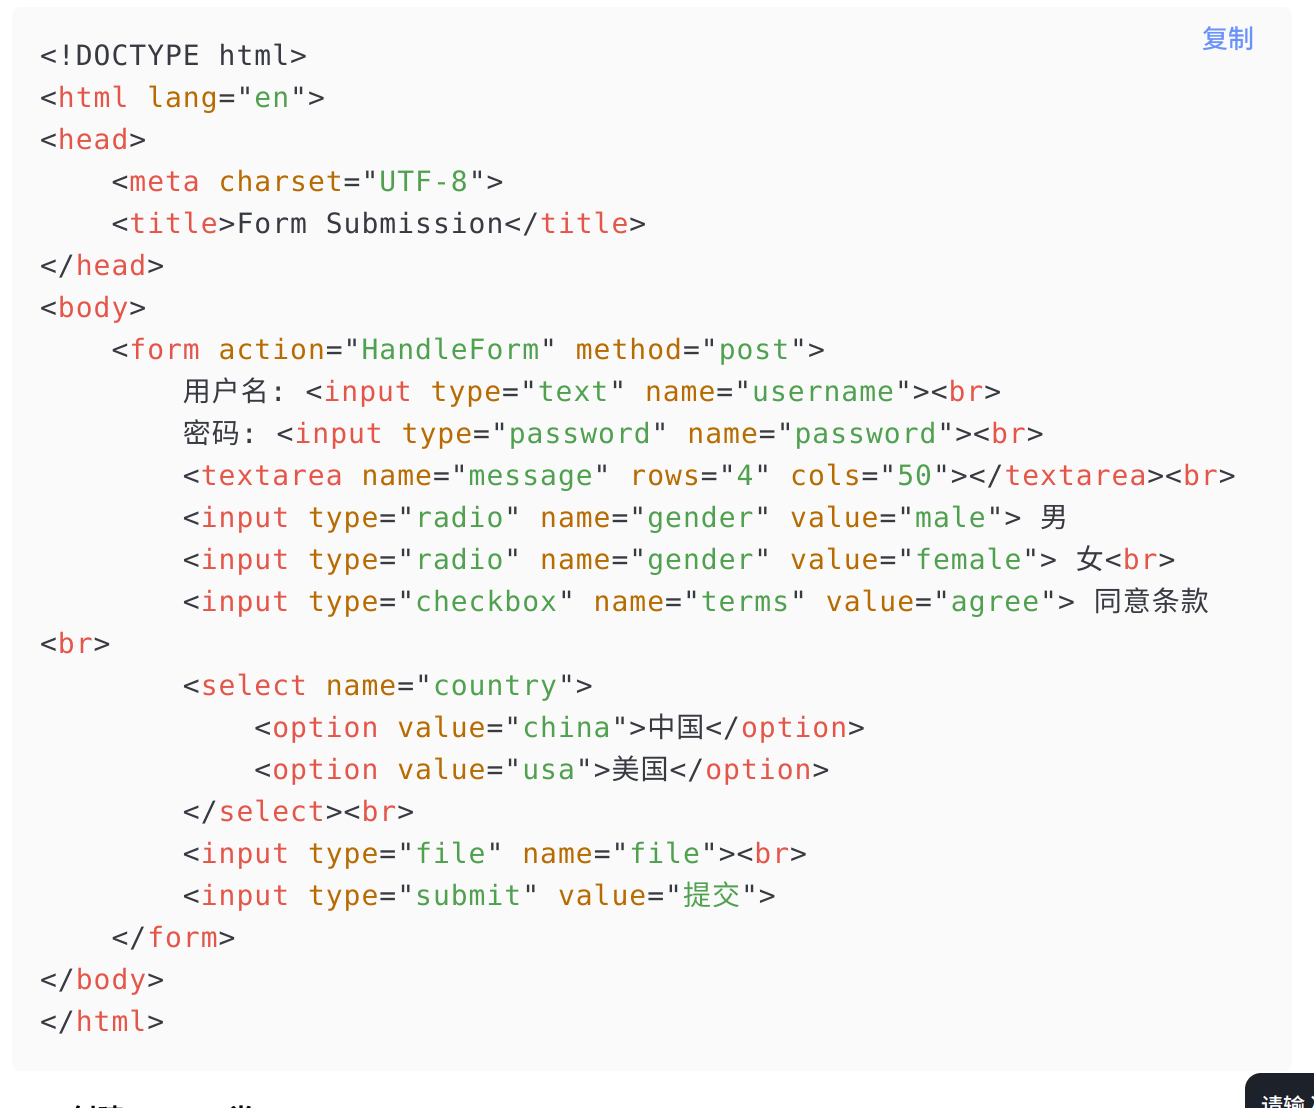 复制
<!DOCTYPE html>
<html lang="en">
<head>
    <meta charset="UTF-8">
    <title>Form Submission</title>
</head>
<body>
    <form action="HandleForm" method="post">
        用户名: <input type="text" name="username"><br>
        密码: <input type="password" name="password"><br>
        <textarea name="message" rows="4" cols="50"></textarea><br>
        <input type="radio" name="gender" value="male"> 男
        <input type="radio" name="gender" value="female"> 女<br>
        <input type="checkbox" name="terms" value="agree"> 同意条款
<br>
        <select name="country">
            <option value="china">中国</option>
            <option value="usa">美国</option>
        </select><br>
        <input type="file" name="file"><br>
        <input type="submit" value="提交">
    </form>
</body>
</html>
请输